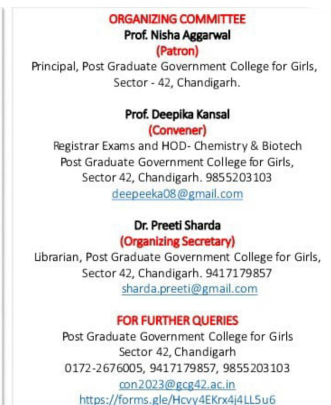 ORGANIZING COMMITTEE
Prof. Nisha Aggarwal
(Patron)
Principal, Post Graduate Government College for Girls,
Sector - 42, Chandigarh.
Prof. Deepika Kansal
(Convener)
Registrar Exams and HOD- Chemistry & Biotech
Post Graduate Government College for Girls,
Sector 42, Chandigarh. 9855203103
deepeeka08@gmail.com
Dr. Preeti Sharda
(Organizing Secretary)
Librarian, Post Graduate Government College for Girls,
Sector 42, Chandigarh. 9417179857
sharda.preeti@gmail.com
FOR FURTHER QUERIES
Post Graduate Government College for Girls
Sector 42, Chandigarh
0172-2676005, 9417179857, 9855203103
con2023@gcg42.ac.in
https://forms.gle/Hcvy4EKrx4j4LL5u6